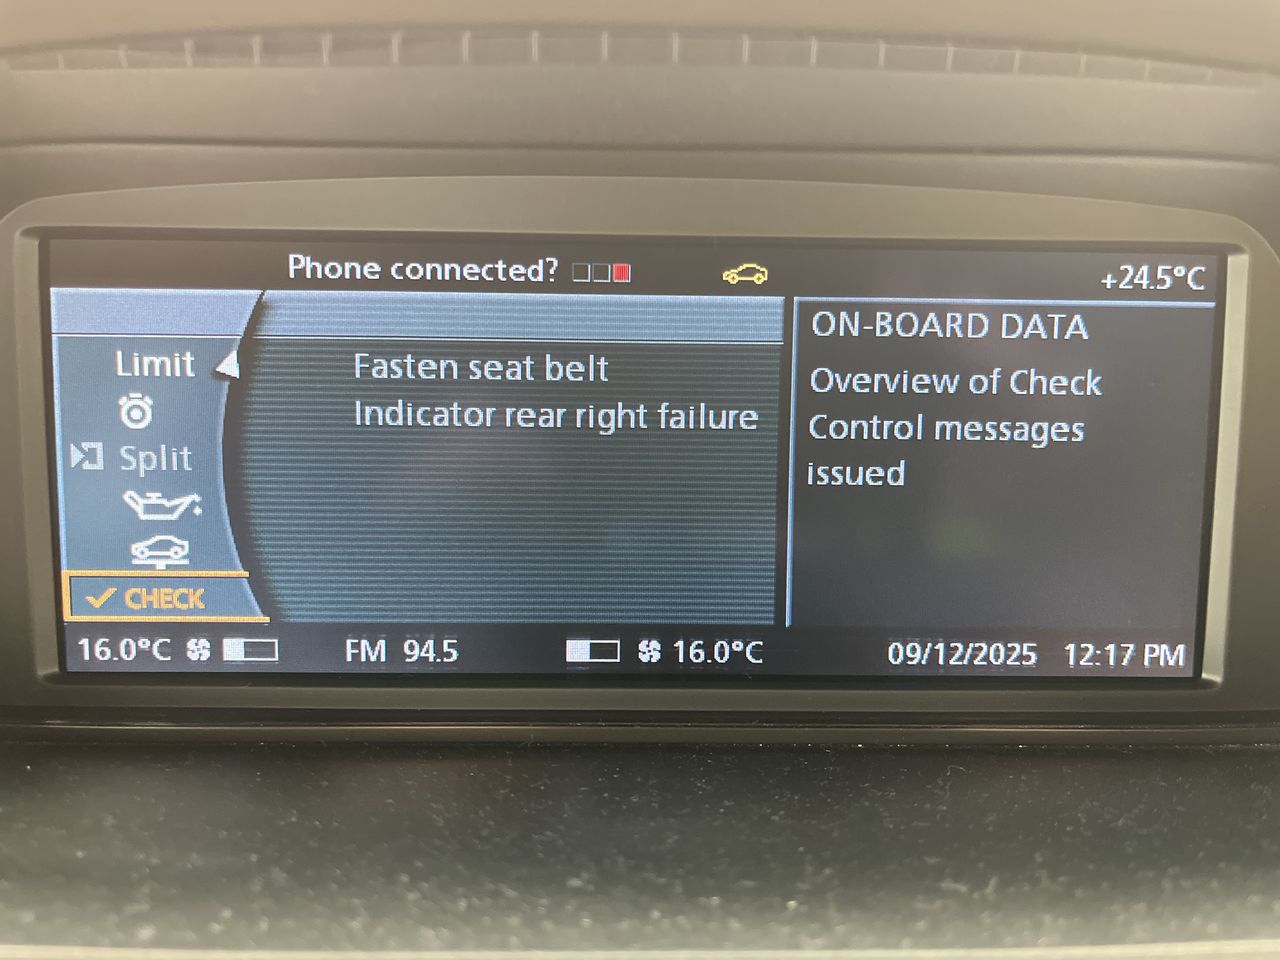 Phone connected?
+24.5°C
Limit
Split
CHECK
Fasten seat belt
Indicator rear right failure
ON-BOARD DATA
Overview of Check
Control messages
issued
16.0°C
FM 94.5
16.0°C
09/12/2025 12:17 PM